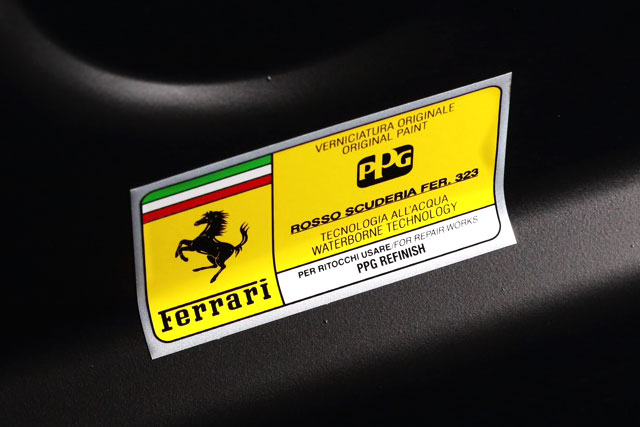 VERNICIATURA ORIGINALE
ORIGINAL PAINT
PPG
ROSSO SCUDERIA FER. 323
TECNOLOGIA ALL'ACQUA
WATERBORNE TECHNOLOGY
PER RITOCCHI USARE/FOR REPAIR WORKS
PPG REFINISH
Ferrari